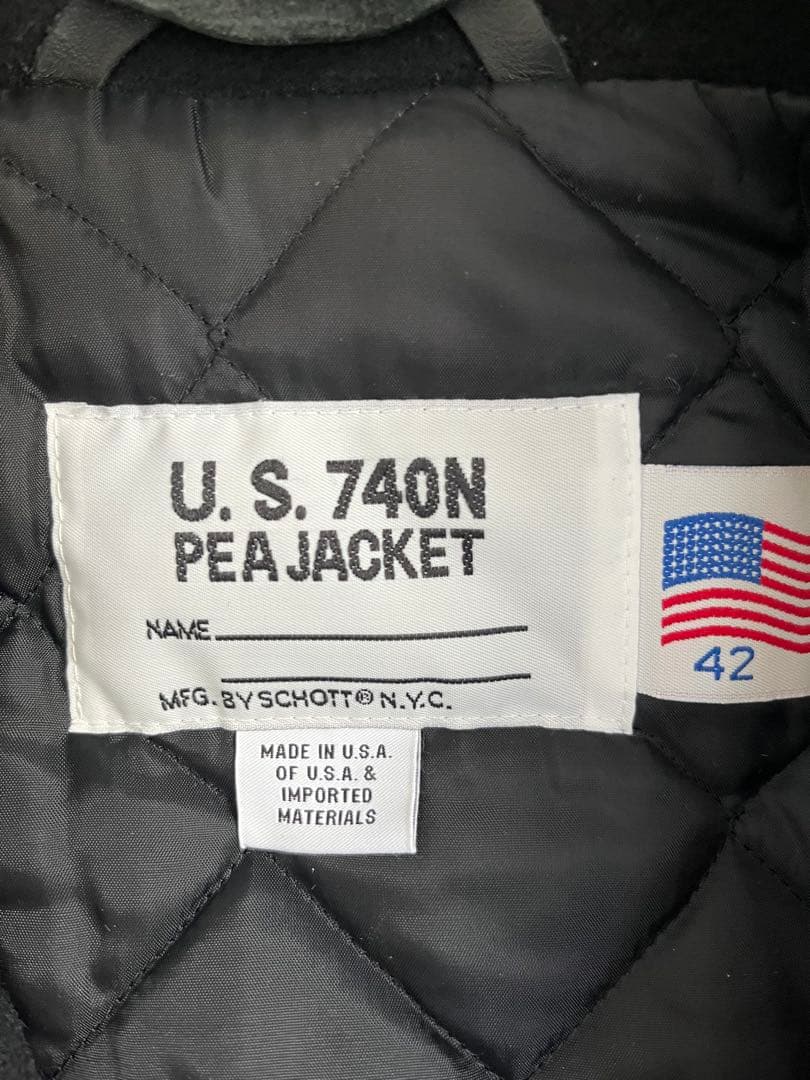 U. S. 740N
PEA JACKET
NAME
MFG. BY SCHOTT® N.Y.C.
42
MADE IN U.S.A.
OF U.S.A. &
IMPORTED
MATERIALS